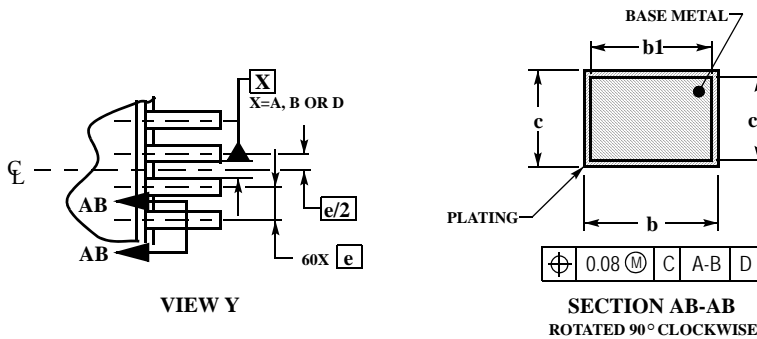 X
X=A, B OR D
℄
AB
AB
e/2
60X e
VIEW Y
BASE METAL
b1
c
c
PLATING
b
⌖ 0.08 Ⓜ C A-B D
SECTION AB-AB
ROTATED 90° CLOCKWISE